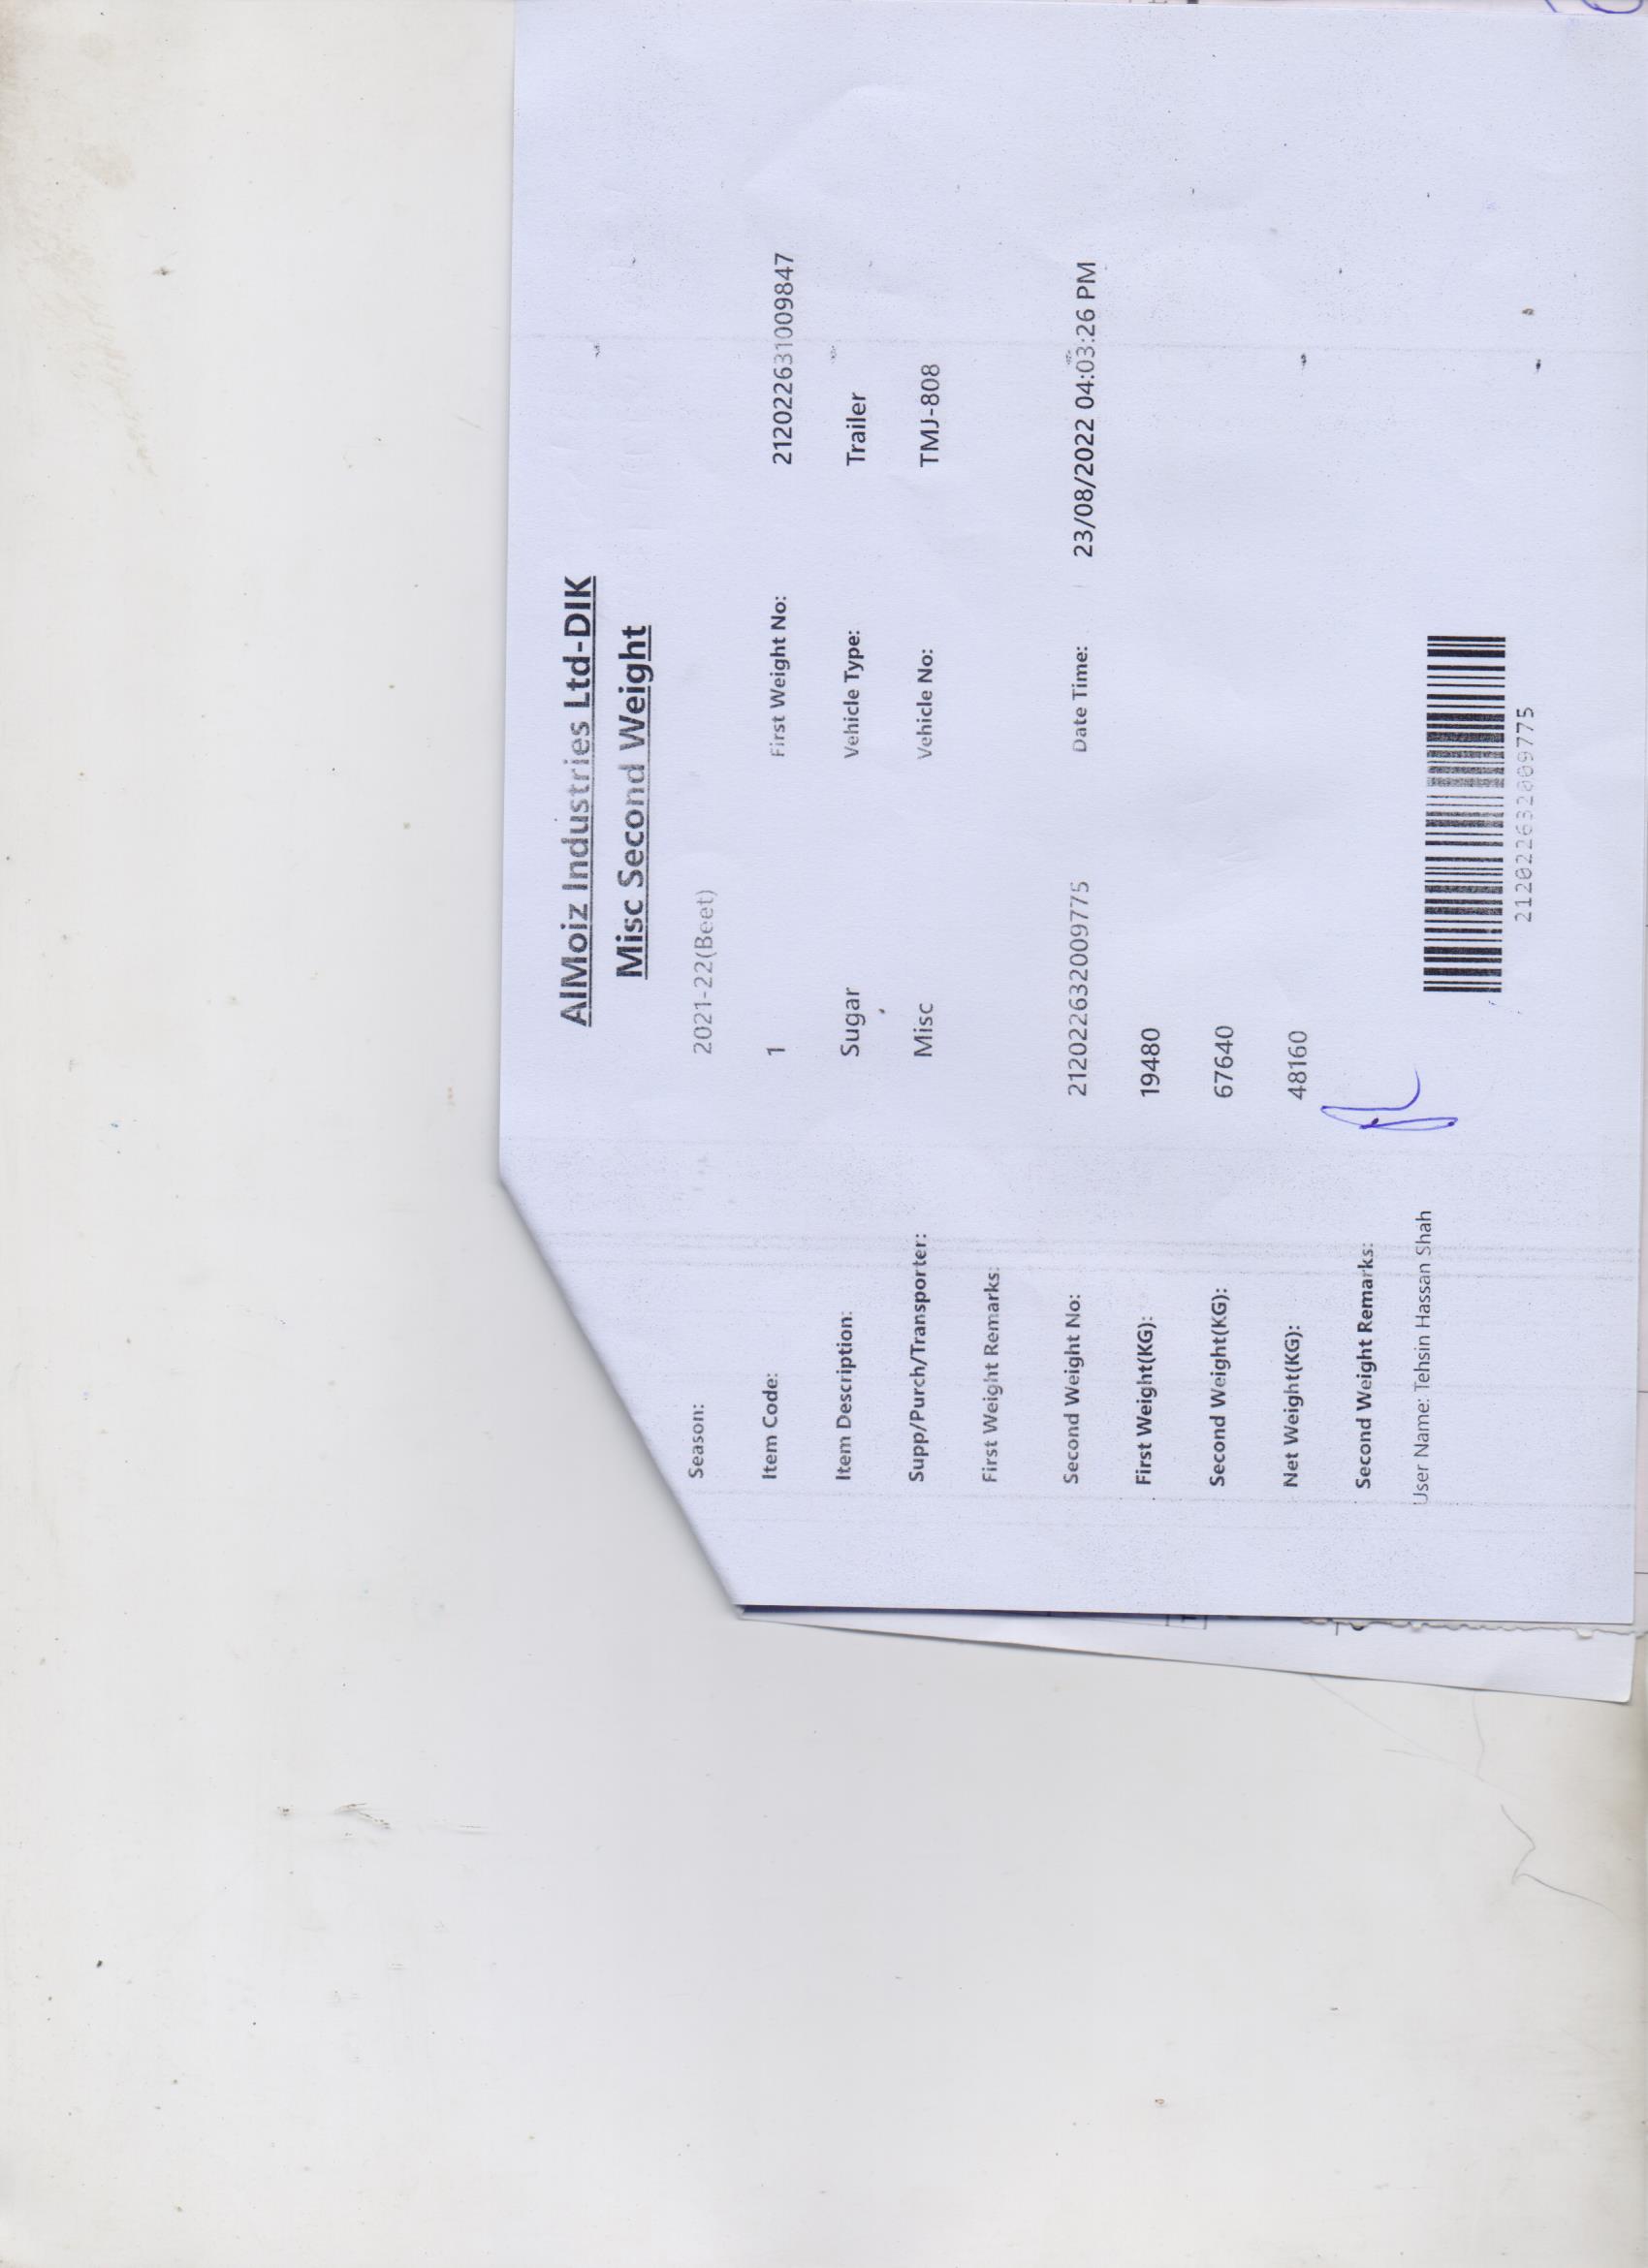 AlMoiz Industries Ltd-DIK
Misc Second Weight
Season: 2021-22(Beet)
Item Code: 1 First Weight No: 212022631009847
Item Description: Sugar Vehicle Type: Trailer
Supp/Purch/Transporter: Misc Vehicle No: TMJ-808
First Weight Remarks:
Second Weight No: 212022632009775 Date Time: 23/08/2022 04:03:26 PM
First Weight(KG): 19480
Second Weight(KG): 67640
Net Weight(KG): 48160
Second Weight Remarks:
User Name: Tehsin Hassan Shah
212022632009775